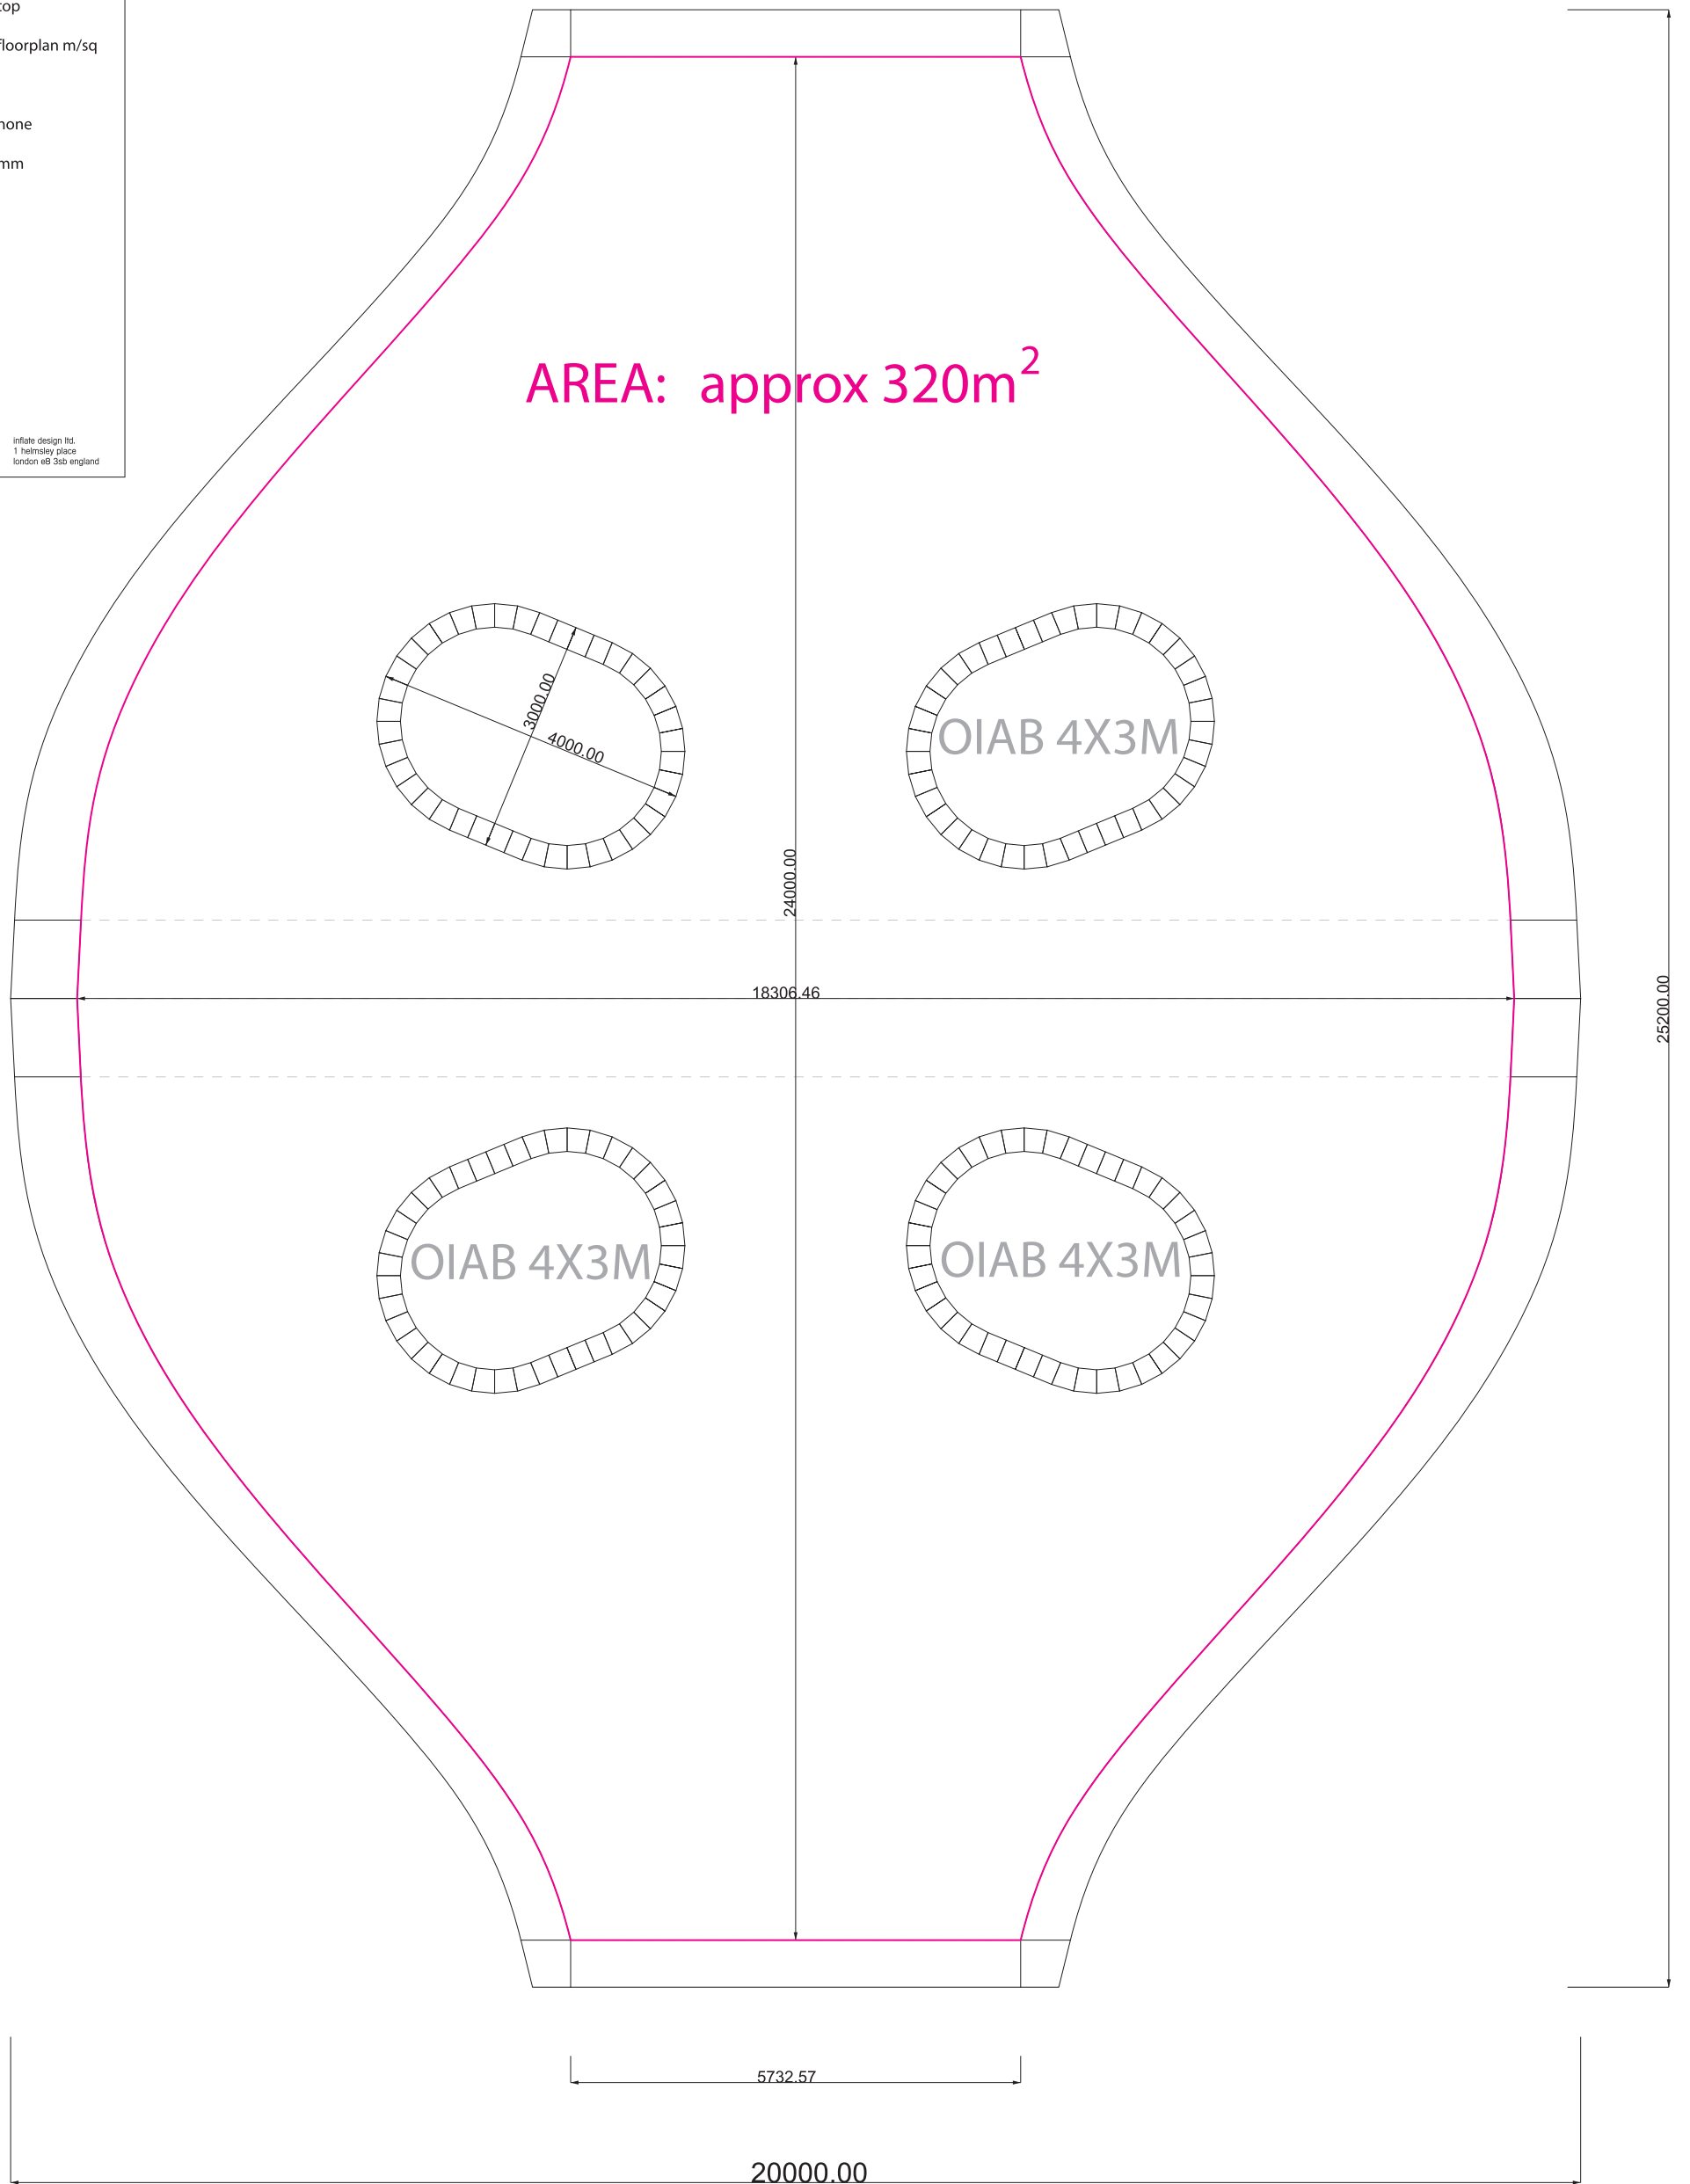 top
floorplan m/sq
none
mm
inflate design ltd.
1 helmsley place
london e8 3sb england
AREA: approx 320m²
3000.00
4000.00
OIAB 4X3M
24000.00
18306.46
25200.00
OIAB 4X3M
OIAB 4X3M
5732.57
20000.00